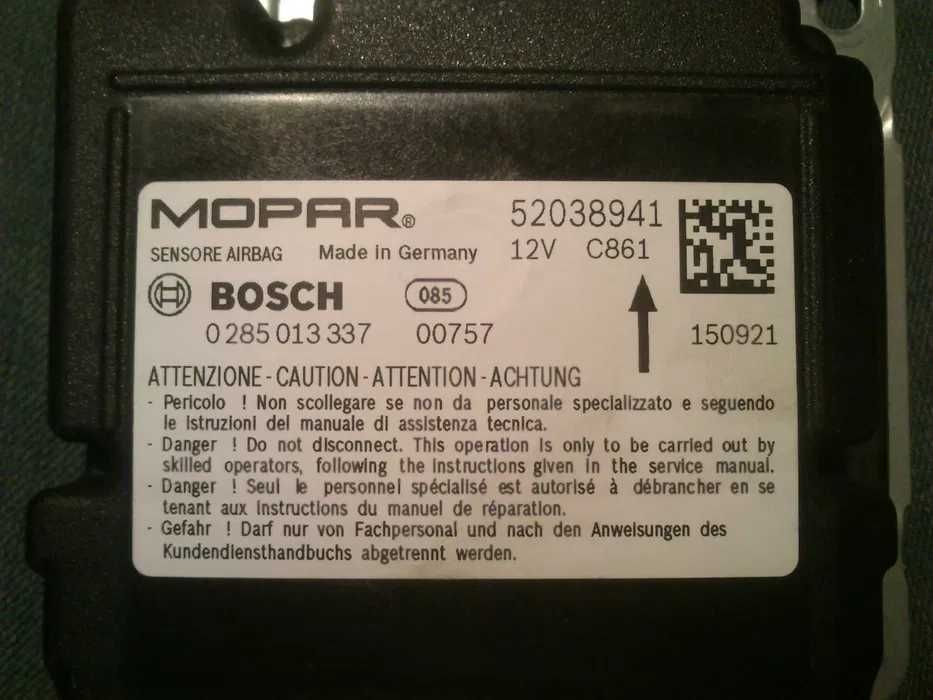 MOPAR® 52038941
SENSORE AIRBAG Made in Germany 12V C861
BOSCH 085
0 285 013 337 00757 150921
ATTENZIONE - CAUTION - ATTENTION - ACHTUNG
- Pericolo ! Non scollegare se non da personale specializzato e seguendo
le istruzioni del manuale di assistenza tecnica.
- Danger ! Do not disconnect. This operation is only to be carried out by
skilled operators, following the instructions given in the service manual.
- Danger ! Seul le personnel spécialisé est autorisé à débrancher en se
tenant aux instructions du manuel de réparation.
- Gefahr ! Darf nur von Fachpersonal und nach den Anweisungen des
Kundendiensthandbuchs abgetrennt werden.